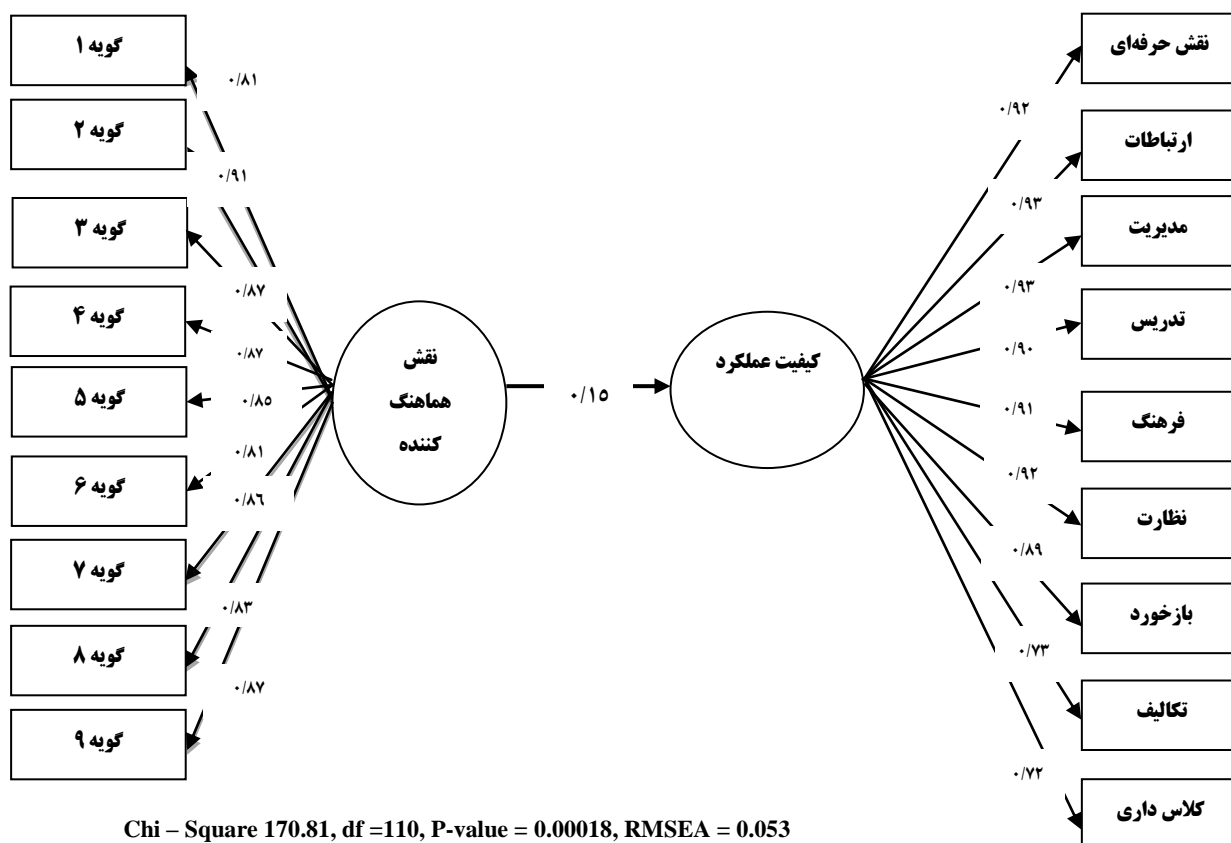 گویه ۱
گویه ۲
گویه ۳
گویه ۴
گویه ۵
گویه ۶
گویه ۷
گویه ۸
گویه ۹
۰/۸۱
۰/۹۱
۰/۸۷
۰/۸۷
۰/۸۵
۰/۸۱
۰/۸٦
۰/۸۳
۰/۸۷
نقش
هماهنگ
کننده
۰/۱٥
کیفیت عملکرد
۰/۹۲
۰/۹۳
۰/۹۳
۰/۹۰
۰/۹۱
۰/۹۲
۰/۸۹
۰/۷۳
۰/۷۲
نقش حرفه‌ای
ارتباطات
مدیریت
تدریس
فرهنگ
نظارت
بازخورد
تکالیف
کلاس داری
Chi – Square 170.81, df =110, P-value = 0.00018, RMSEA = 0.053